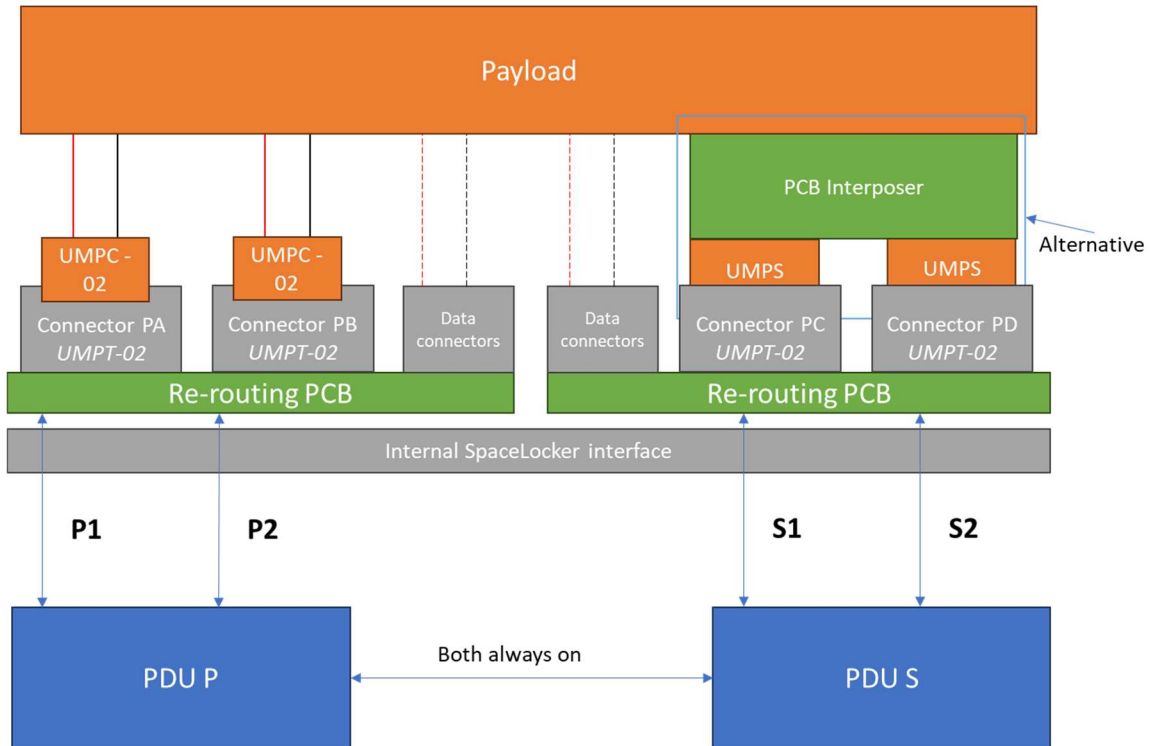 Payload
PCB Interposer
Alternative
UMPC -
02
UMPC -
02
UMPS
UMPS
Connector PA
UMPT-02
Connector PB
UMPT-02
Data
connectors
Data
connectors
Connector PC
UMPT-02
Connector PD
UMPT-02
Re-routing PCB
Re-routing PCB
Internal SpaceLocker interface
P1
P2
S1
S2
Both always on
PDU P
PDU S